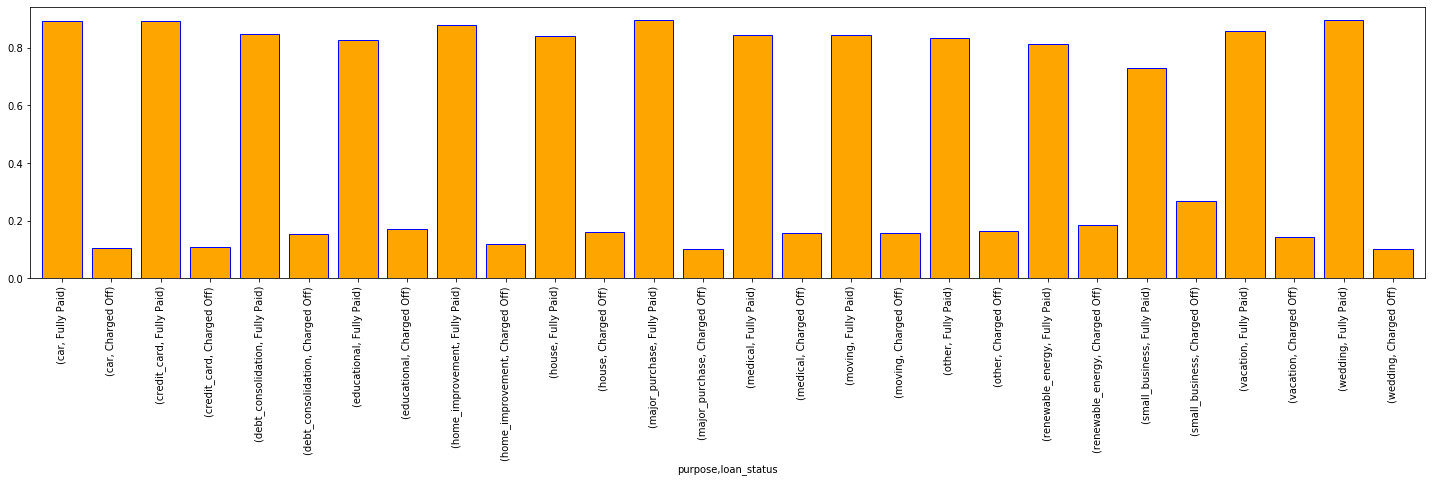 0.8
0.6
0.4
0.2
0.0
(car, Fully Paid)
(car, Charged Off)
(credit_card, Fully Paid)
(credit_card, Charged Off)
(debt_consolidation, Fully Paid)
(debt_consolidation, Charged Off)
(educational, Fully Paid)
(educational, Charged Off)
(home_improvement, Fully Paid)
(home_improvement, Charged Off)
(house, Fully Paid)
(house, Charged Off)
(major_purchase, Fully Paid)
(major_purchase, Charged Off)
(medical, Fully Paid)
(medical, Charged Off)
(moving, Fully Paid)
(moving, Charged Off)
(other, Fully Paid)
(other, Charged Off)
(renewable_energy, Fully Paid)
(renewable_energy, Charged Off)
(small_business, Fully Paid)
(small_business, Charged Off)
(vacation, Fully Paid)
(vacation, Charged Off)
(wedding, Fully Paid)
(wedding, Charged Off)
purpose,loan_status